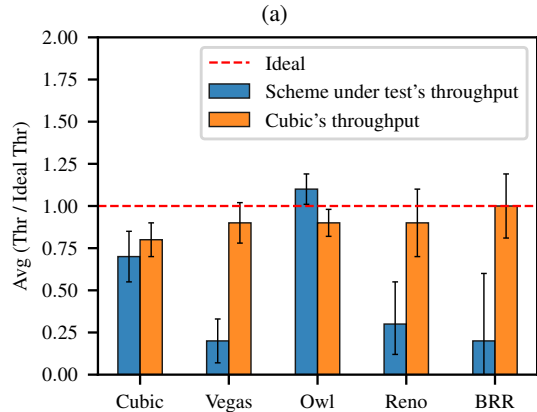 (a)
2.00
1.75
1.50
1.25
1.00
0.75
0.50
0.25
0.00
Avg (Thr / Ideal Thr)
Ideal
Scheme under test's throughput
Cubic's throughput
Cubic Vegas Owl Reno BRR